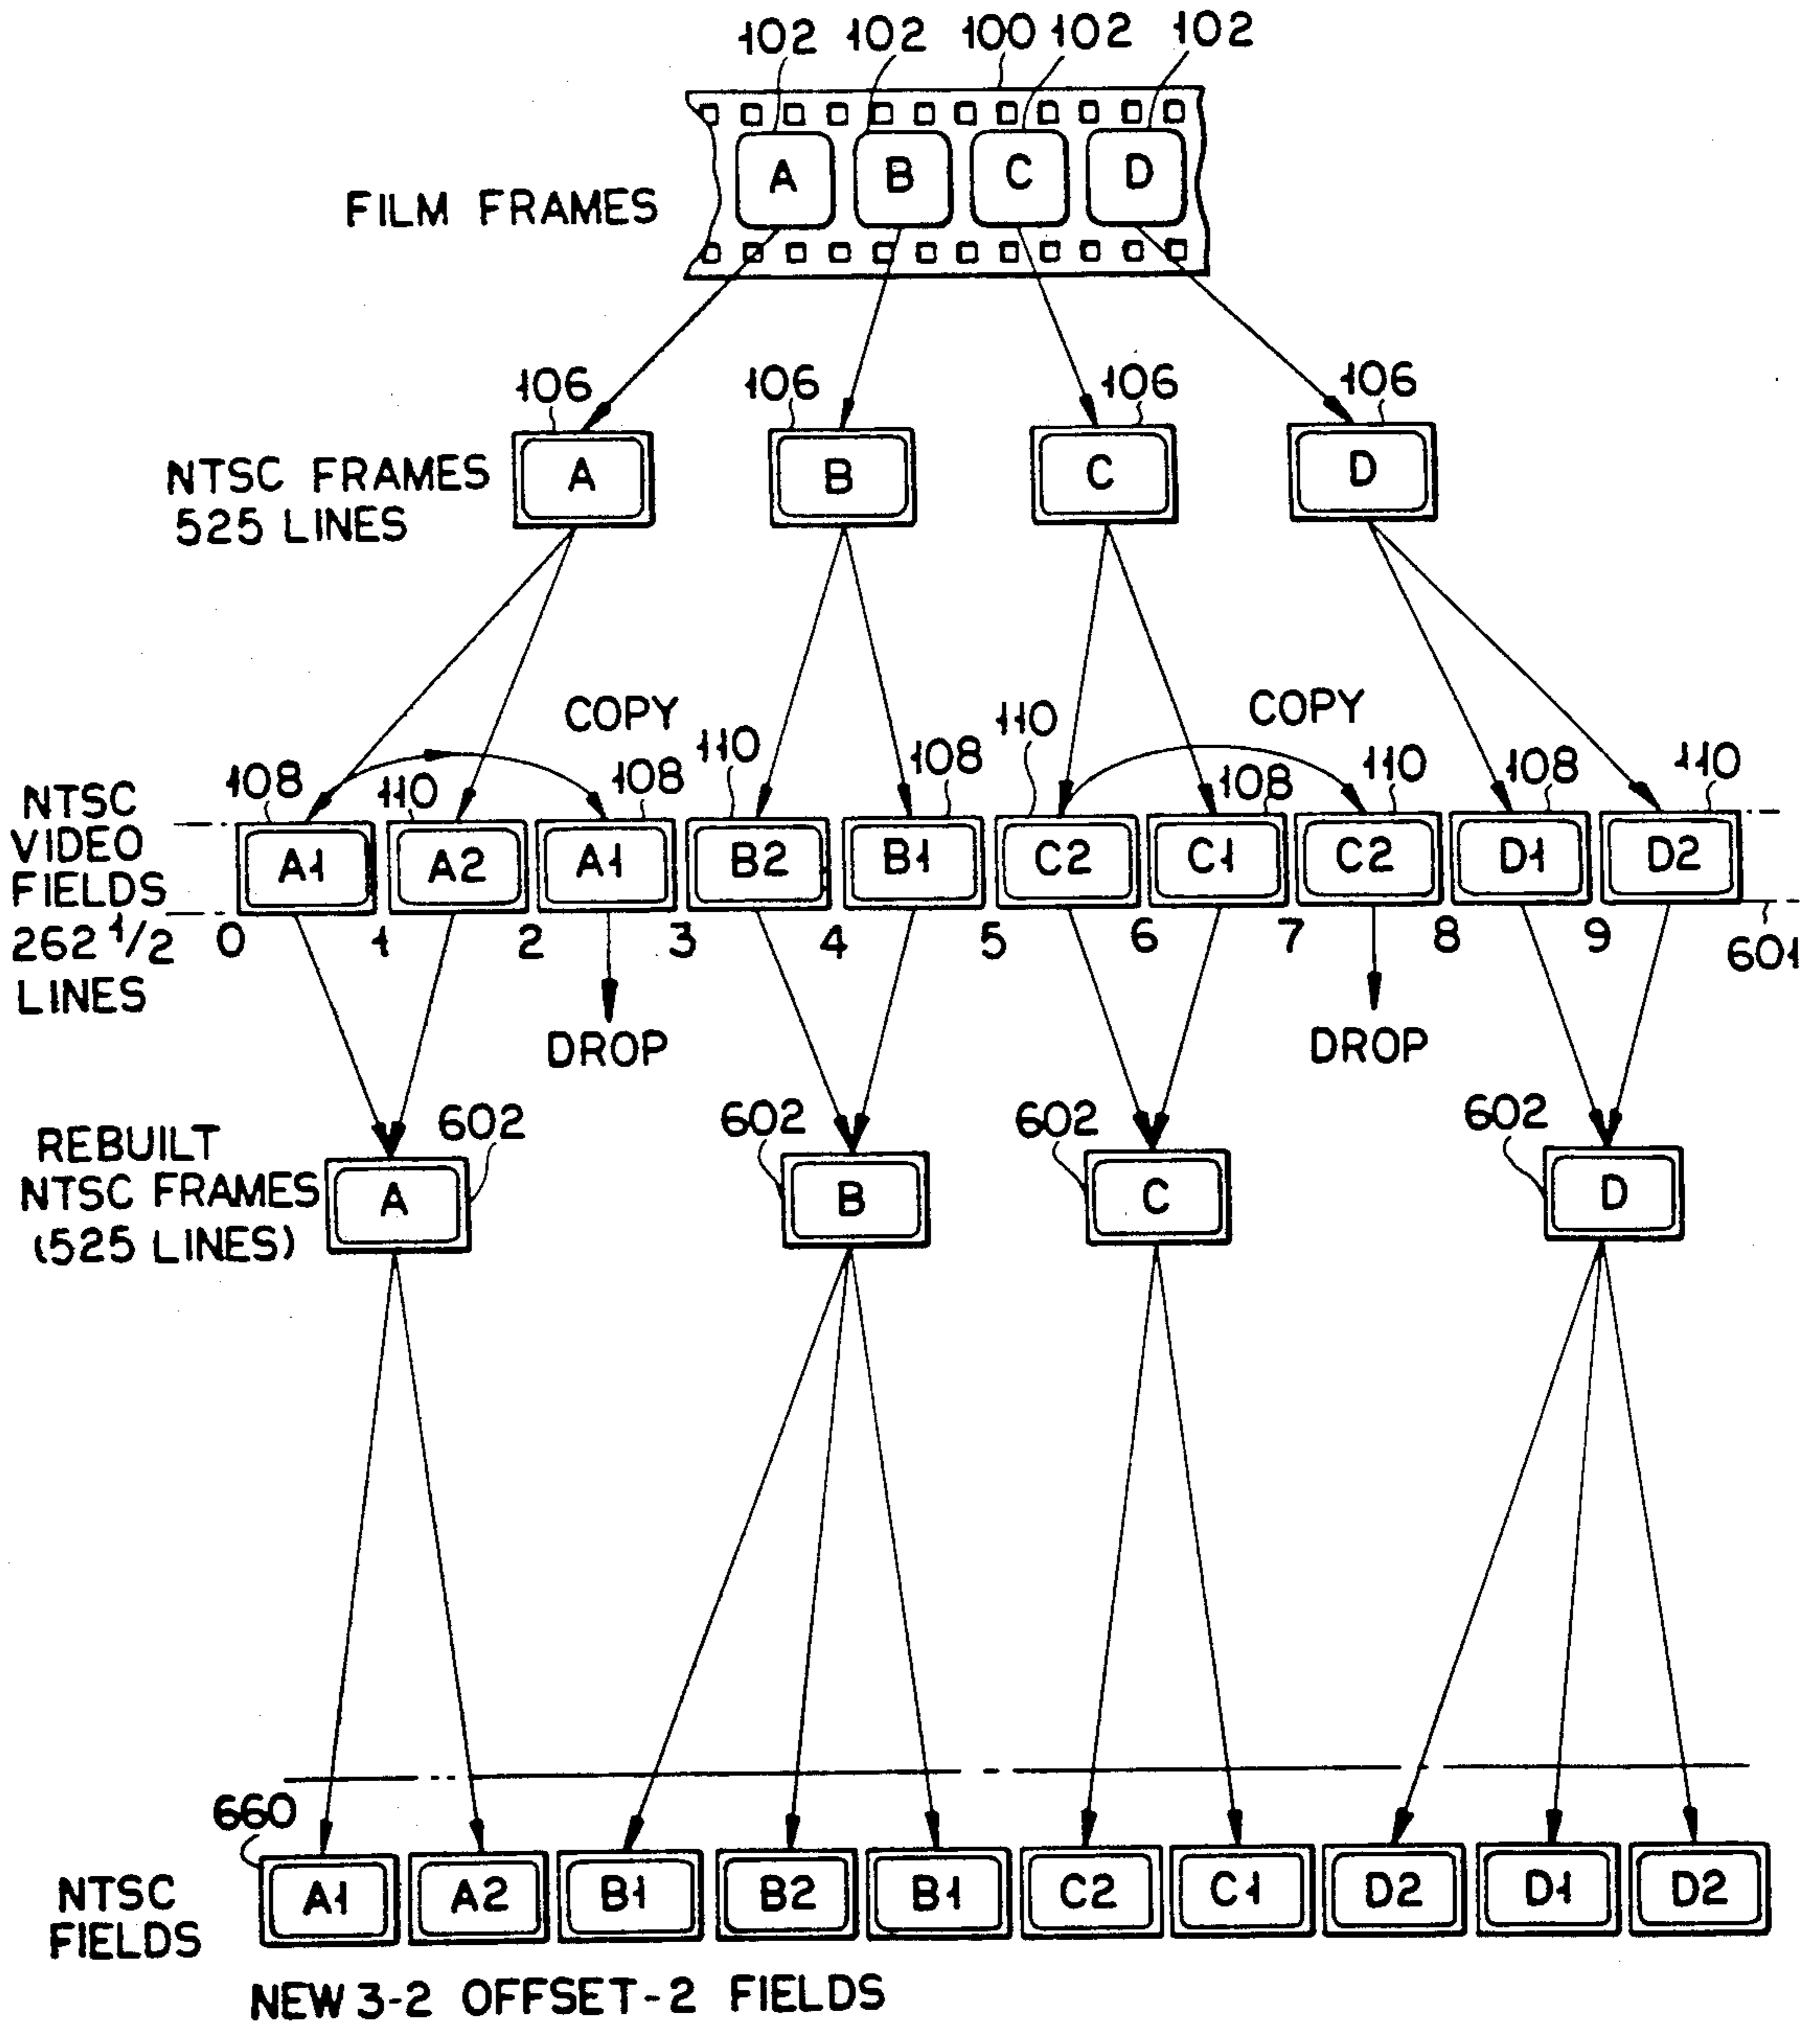 102 102 100 102 102
A B C D
FILM FRAMES
106 106 106 106
A B C D
NTSC FRAMES
525 LINES
COPY COPY
108 110 108 110 108 110 108 110 108 110
NTSC
VIDEO
FIELDS
262 1/2
LINES
A1 A2 A1 B2 B1 C2 C1 C2 D1 D2
0 1 2 3 4 5 6 7 8 9 601
DROP DROP
602 602 602 602
REBUILT
NTSC FRAMES
(525 LINES)
A B C D
660
NTSC
FIELDS
A1 A2 B1 B2 B1 C2 C1 D2 D1 D2
NEW 3-2 OFFSET-2 FIELDS